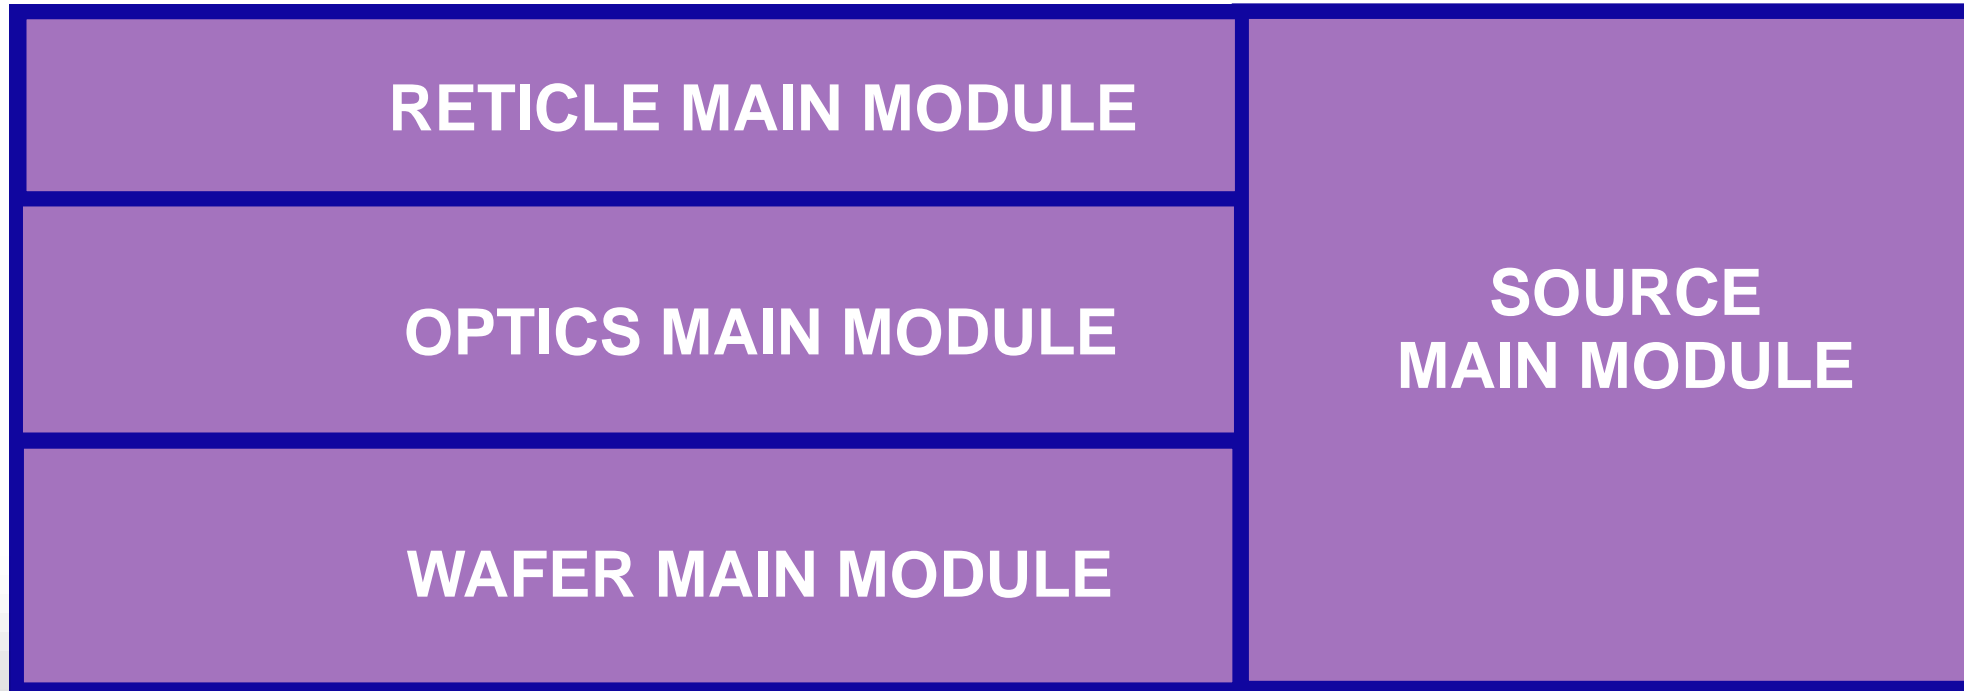 RETICLE MAIN MODULE
OPTICS MAIN MODULE
WAFER MAIN MODULE
SOURCE
MAIN MODULE